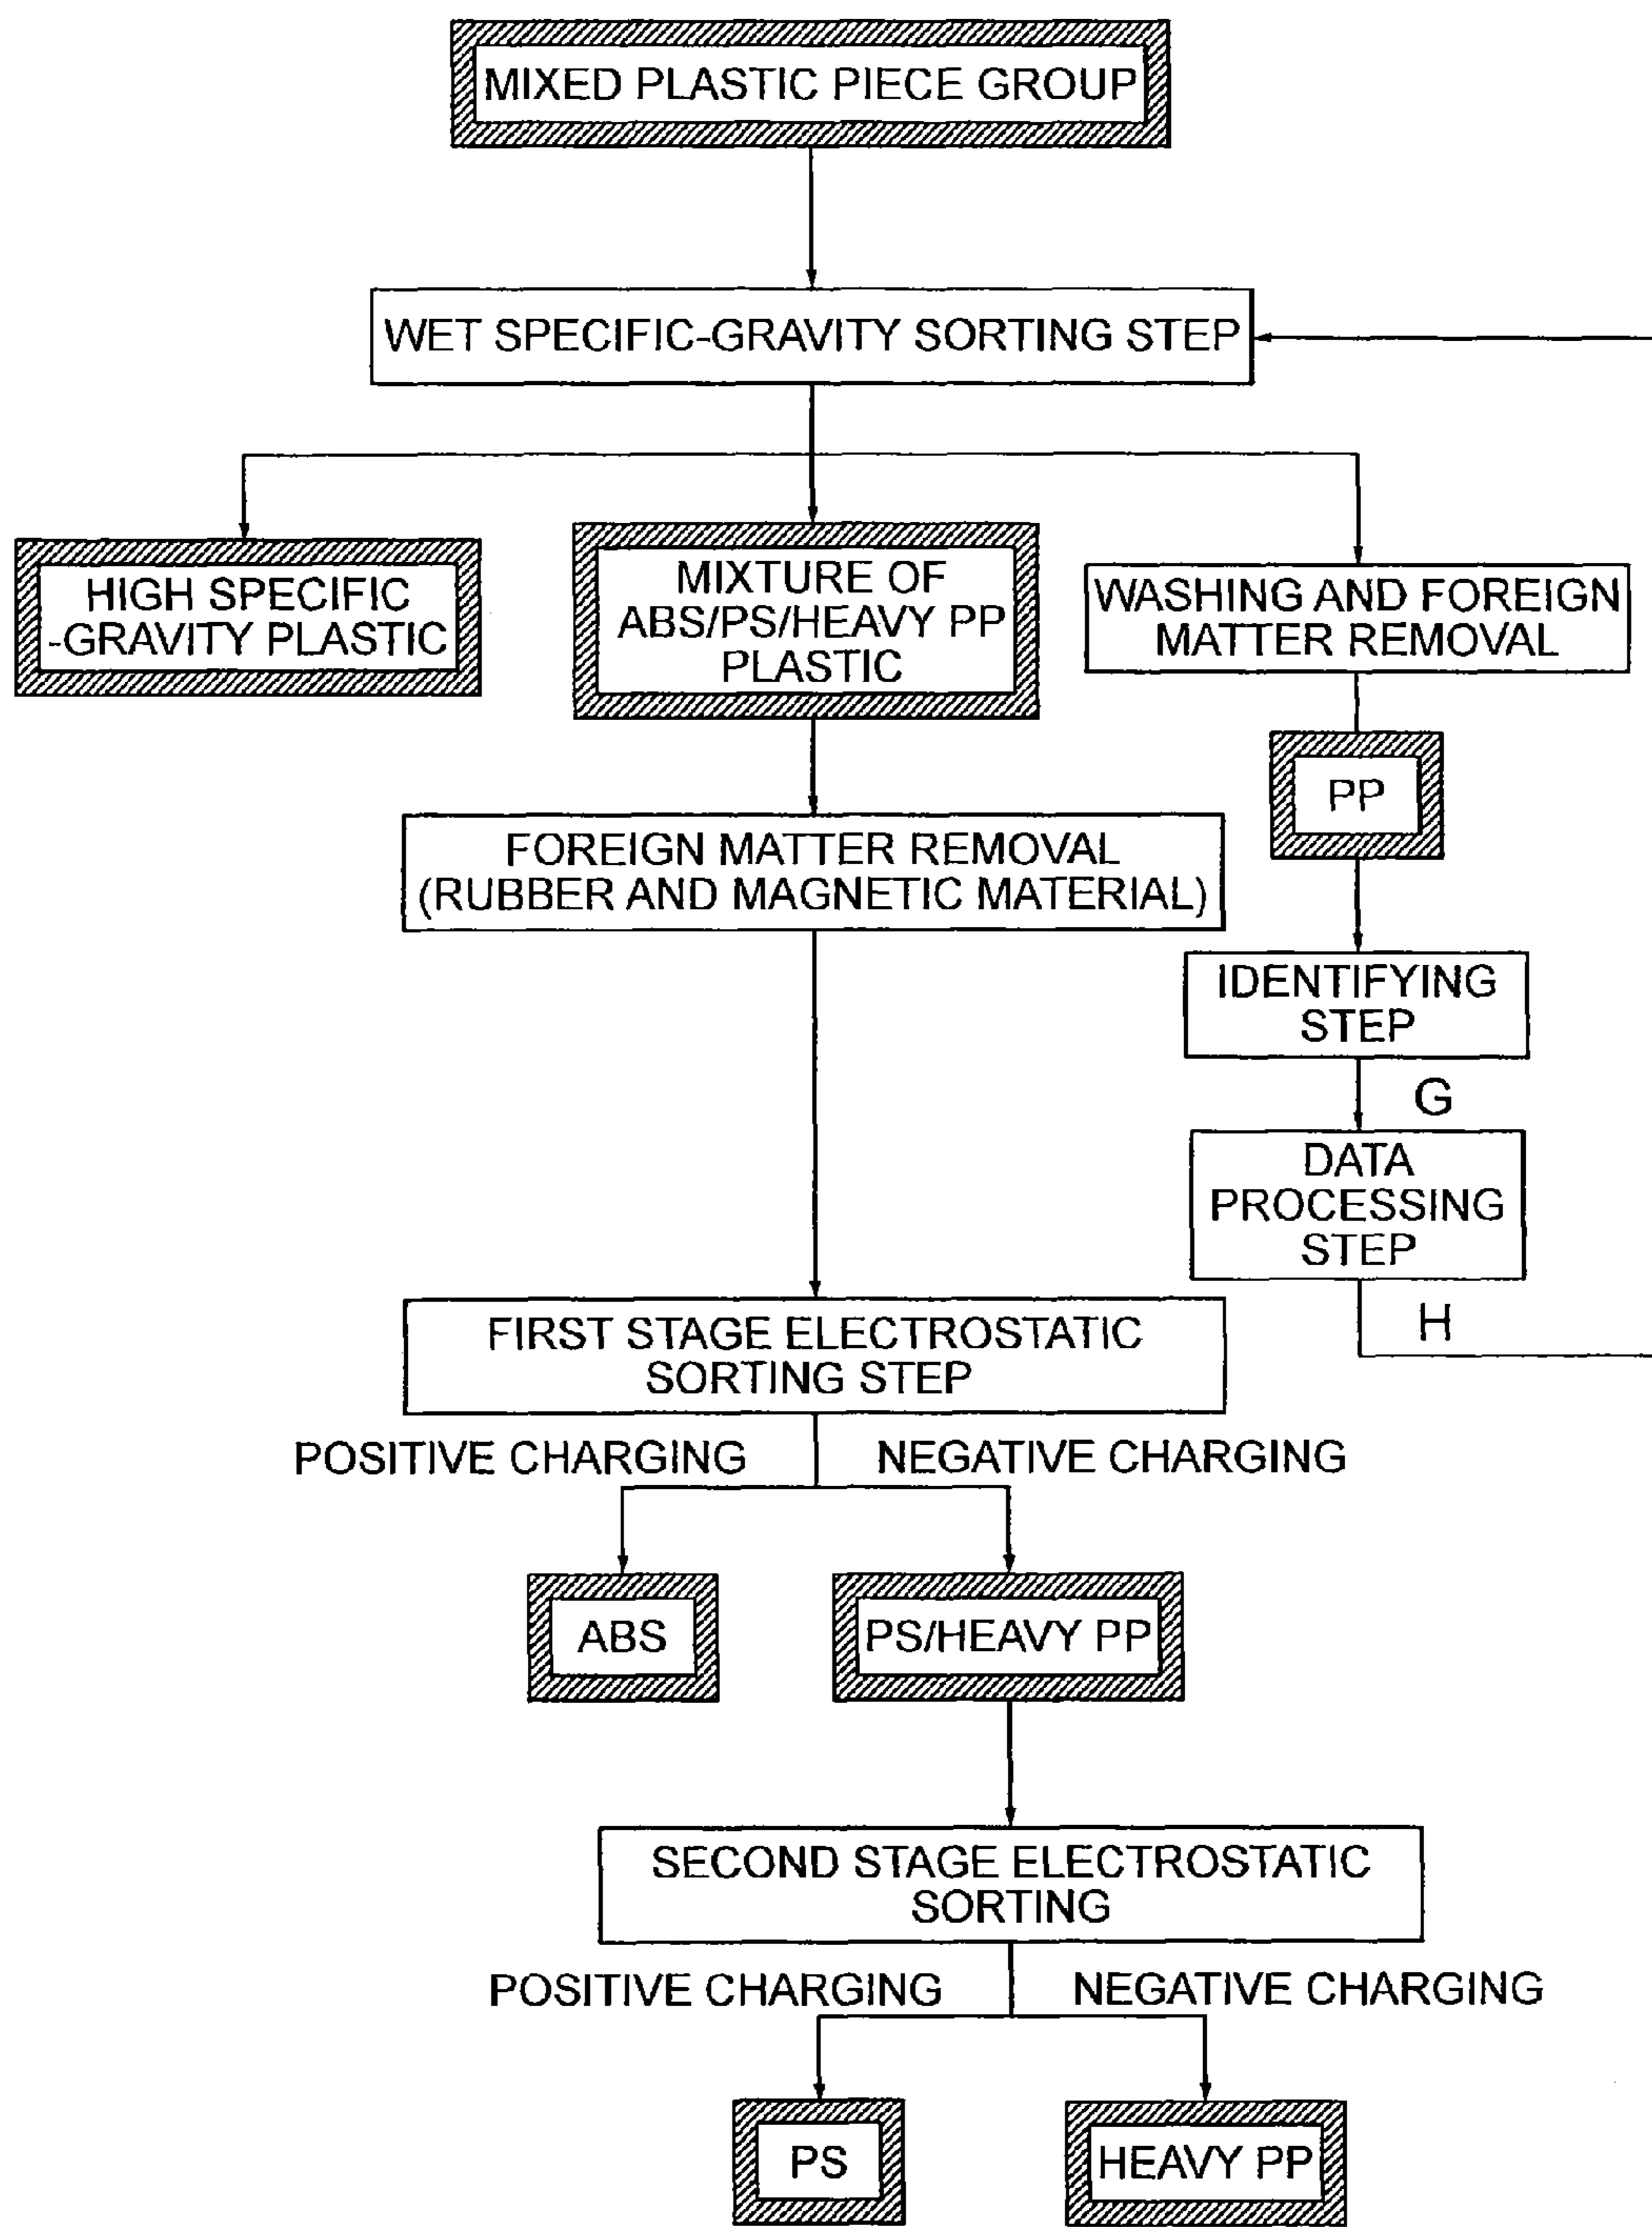 MIXED PLASTIC PIECE GROUP
WET SPECIFIC-GRAVITY SORTING STEP
HIGH SPECIFIC
-GRAVITY PLASTIC
MIXTURE OF
ABS/PS/HEAVY PP
PLASTIC
WASHING AND FOREIGN
MATTER REMOVAL
PP
FOREIGN MATTER REMOVAL
(RUBBER AND MAGNETIC MATERIAL)
IDENTIFYING
STEP
G
DATA
PROCESSING
STEP
H
FIRST STAGE ELECTROSTATIC
SORTING STEP
POSITIVE CHARGING
NEGATIVE CHARGING
ABS
PS/HEAVY PP
SECOND STAGE ELECTROSTATIC
SORTING
POSITIVE CHARGING
NEGATIVE CHARGING
PS
HEAVY PP